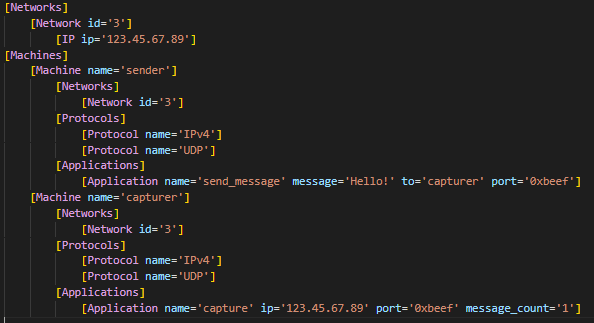 [Networks]
    [Network id='3']
        [IP ip='123.45.67.89']
[Machines]
    [Machine name='sender']
        [Networks]
            [Network id='3']
        [Protocols]
            [Protocol name='IPv4']
            [Protocol name='UDP']
        [Applications]
            [Application name='send_message' message='Hello!' to='capturer' port='0xbeef']
    [Machine name='capturer']
        [Networks]
            [Network id='3']
        [Protocols]
            [Protocol name='IPv4']
            [Protocol name='UDP']
        [Applications]
            [Application name='capture' ip='123.45.67.89' port='0xbeef' message_count='1']